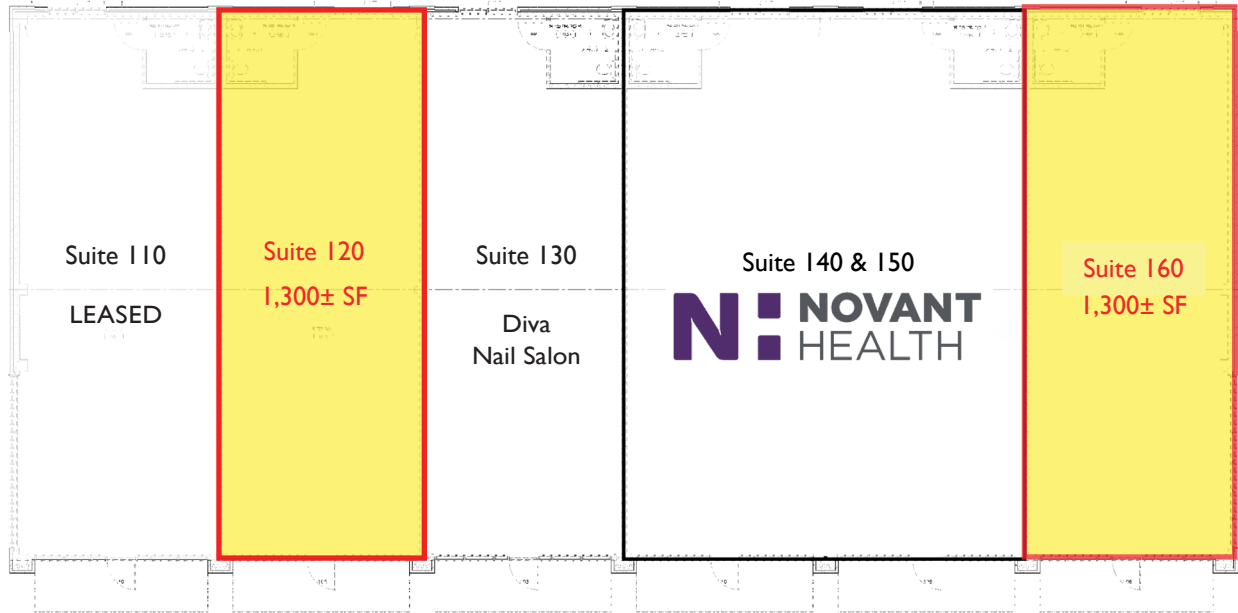 Suite 110
LEASED
Suite 120
1,300± SF
Suite 130
Diva
Nail Salon
Suite 140 & 150
NH NOVANT
HEALTH
Suite 160
1,300± SF